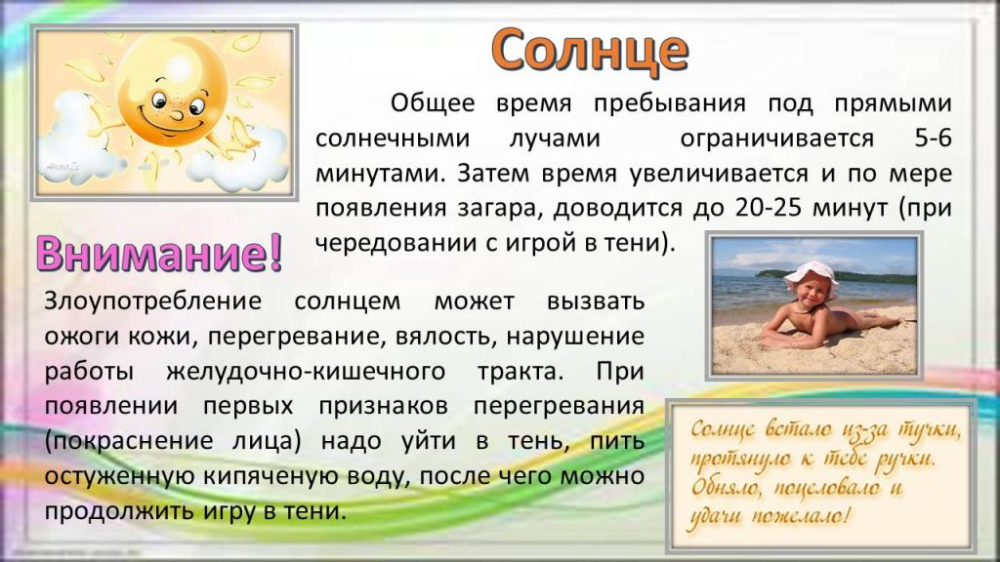 Солнце
Общее время пребывания под прямыми
солнечными лучами ограничивается 5-6
минутами. Затем время увеличивается и по мере
появления загара, доводится до 20-25 минут (при
чередовании с игрой в тени).
AnnaZc
Внимание!
Злоупотребление солнцем может вызвать
ожоги кожи, перегревание, вялость, нарушение
работы желудочно-кишечного тракта. При
появлении первых признаков перегревания
(покраснение лица) надо уйти в тень, пить
остуженную кипяченую воду, после чего можно
продолжить игру в тени.
Солнце встало из-за тучки,
протянуло к тебе ручки.
Обняло, поцеловало и
удачи пожелало!